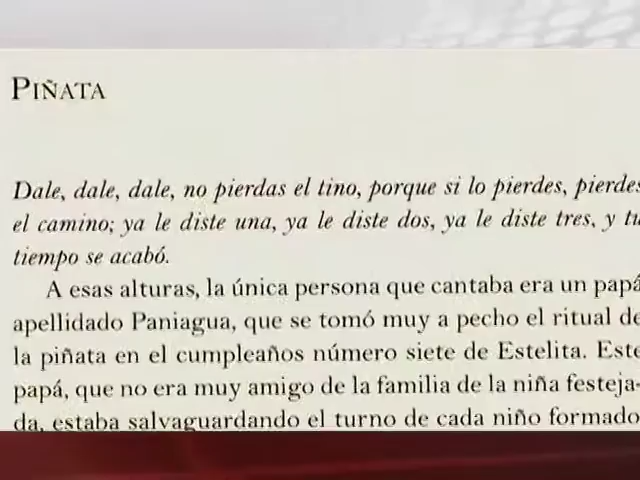 PIÑATA
Dale, dale, dale, no pierdas el tino, porque si lo pierdes, pierdes
el camino; ya le diste una, ya le diste dos, ya le diste tres, y tu
tiempo se acabó.
A esas alturas, la única persona que cantaba era un papá
apellidado Paniagua, que se tomó muy a pecho el ritual de
la piñata en el cumpleaños número siete de Estelita. Este
papá, que no era muy amigo de la familia de la niña festeja-
da, estaba salvaguardando el turno de cada niño formado